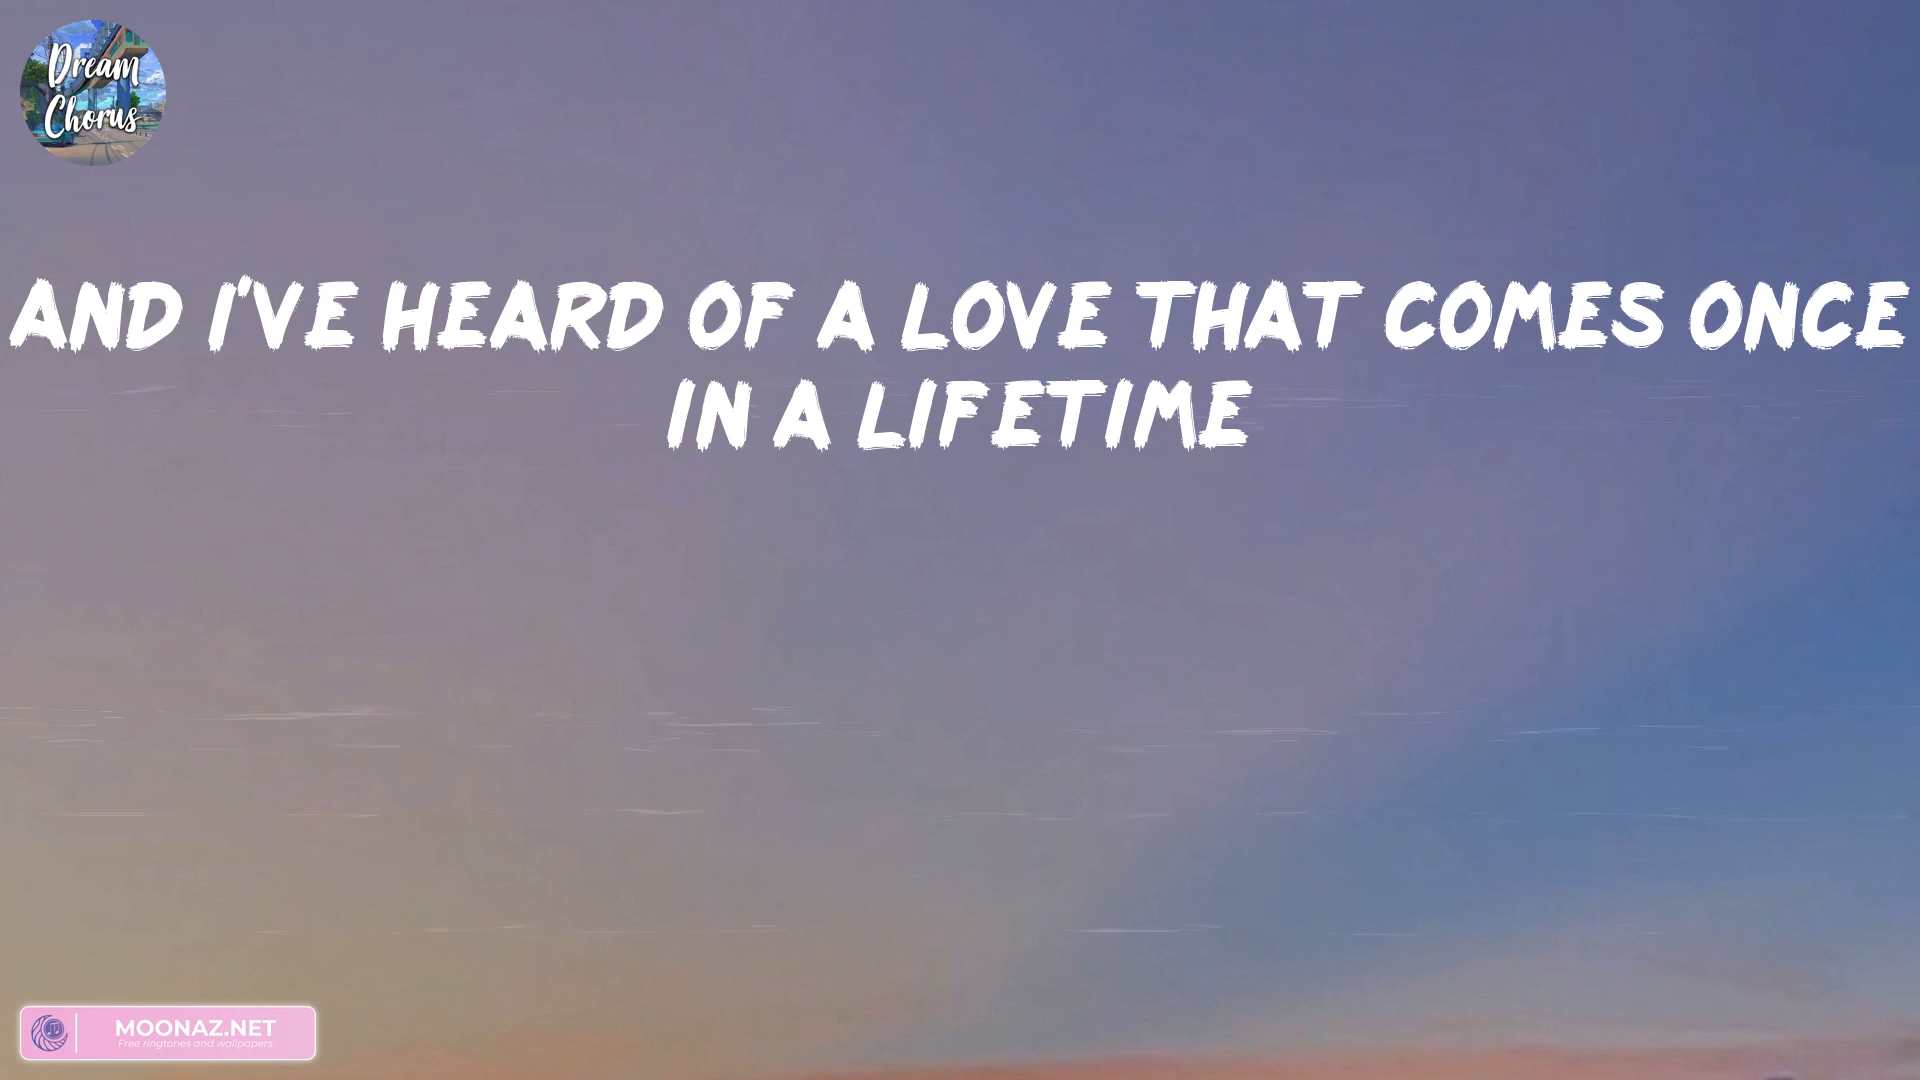 Dream
Chorus
AND I'VE HEARD OF A LOVE THAT COMES ONCE
IN A LIFETIME
MOONAZ.NET
Free ringtones and wallpapers